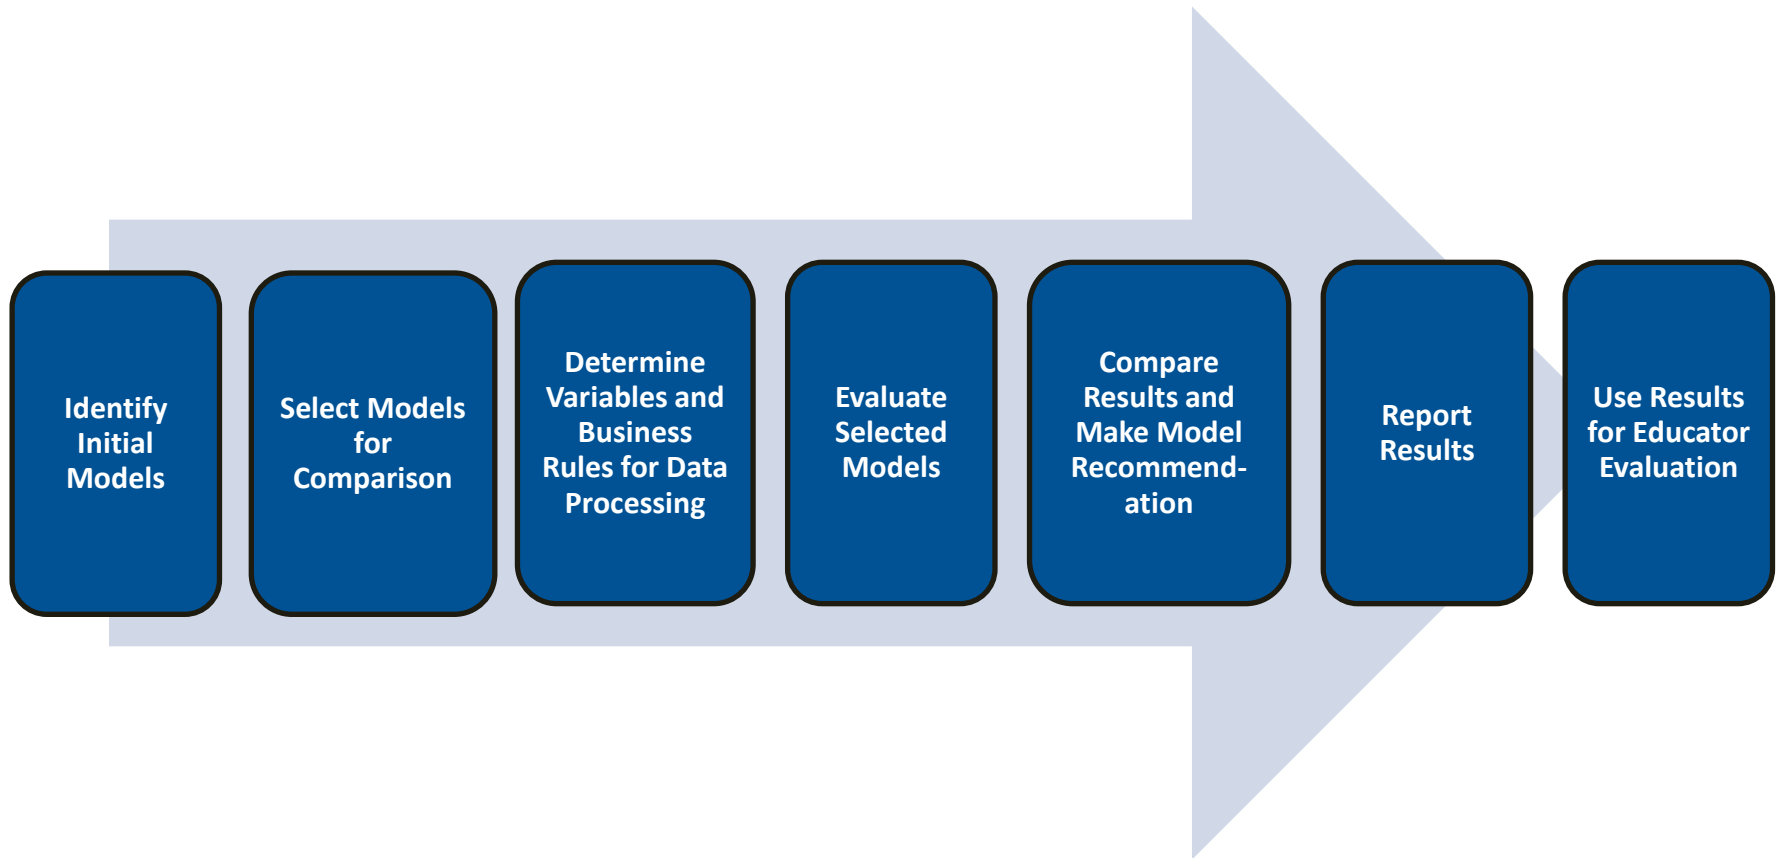 Identify
Initial
Models
Select Models
for
Comparison
Determine
Variables and
Business
Rules for Data
Processing
Evaluate
Selected
Models
Compare
Results and
Make Model
Recommend-
ation
Report
Results
Use Results
for Educator
Evaluation